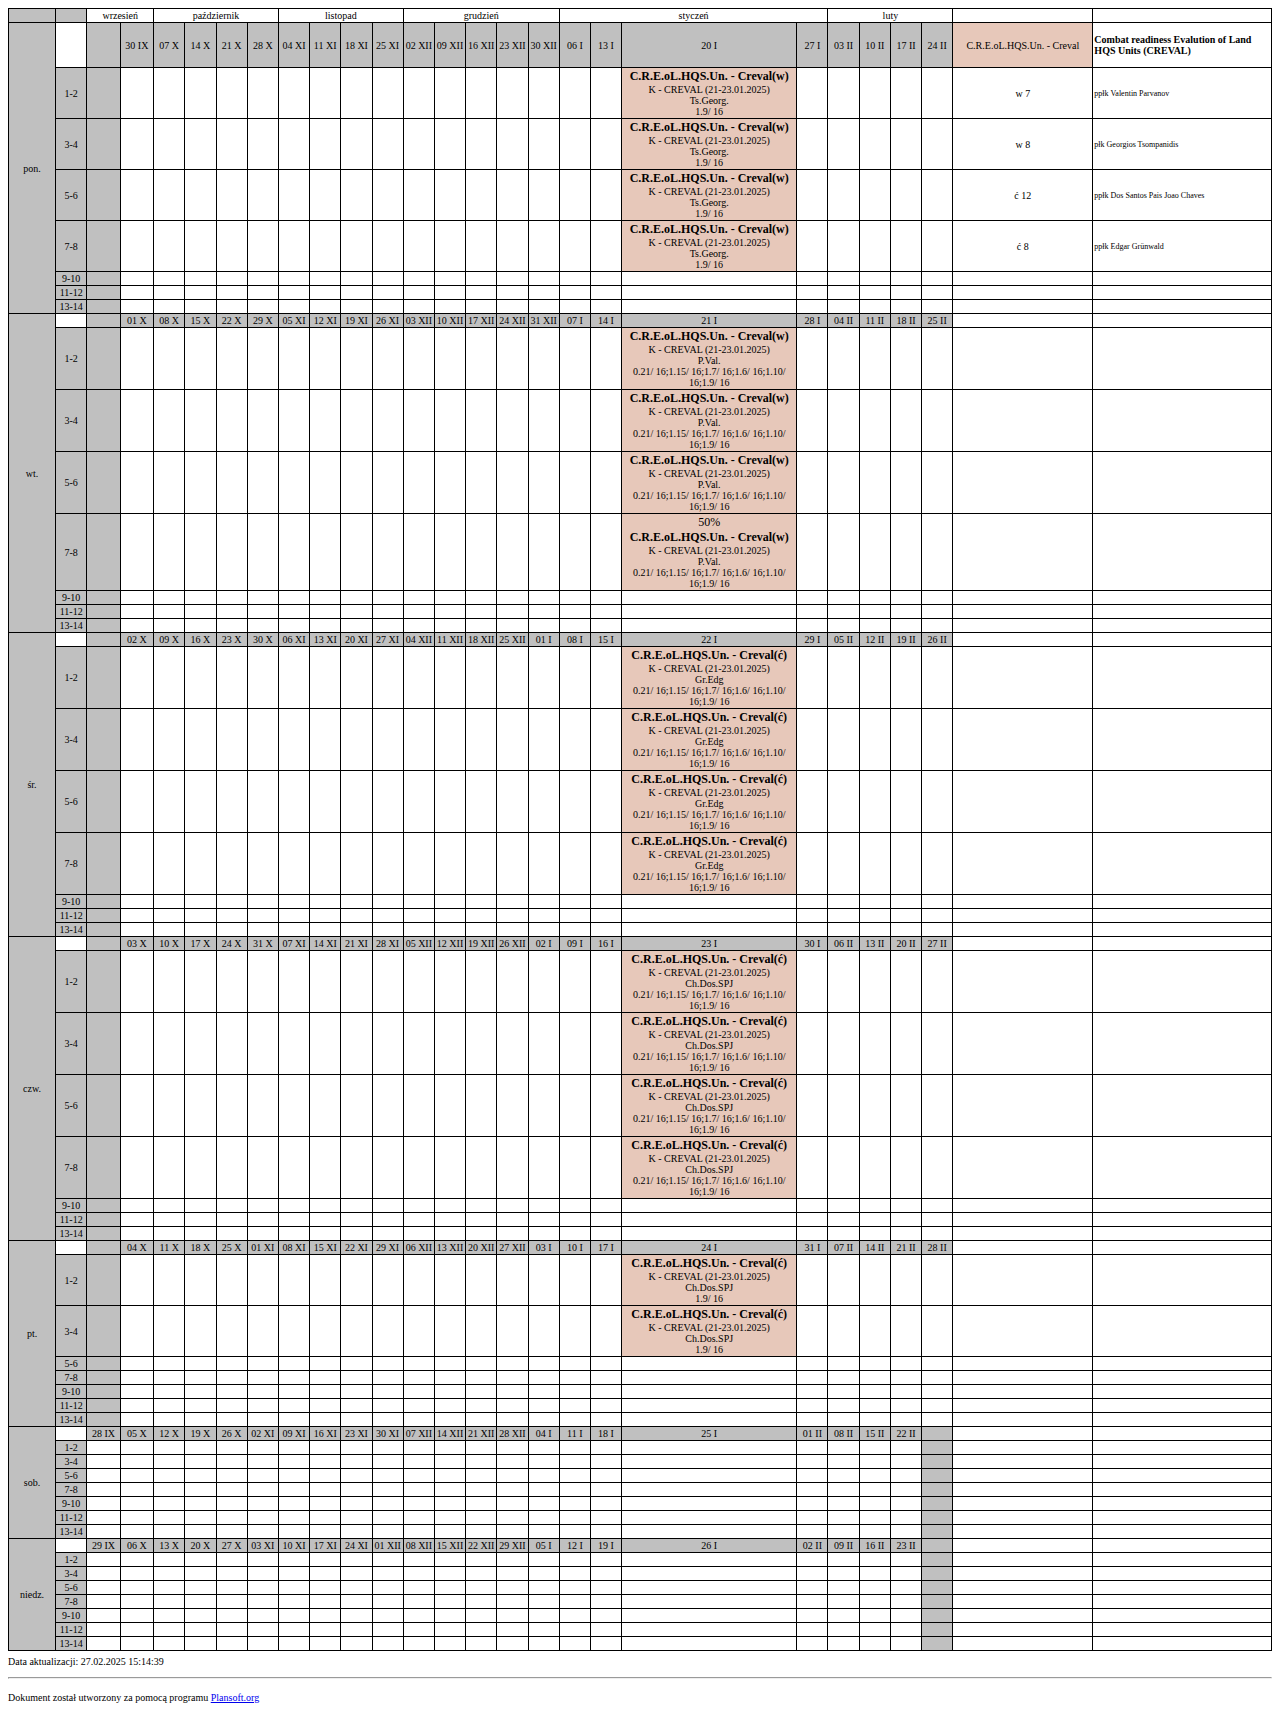 wrzesień październik listopad grudzień styczeń luty
30 IX 07 X 14 X 21 X 28 X 04 XI 11 XI 18 XI 25 XI 02 XII 09 XII 16 XII 23 XII 30 XII 06 I 13 I 20 I 27 I 03 II 10 II 17 II 24 II C.R.E.oL.HQS.Un. - Creval Combat readiness Evalution of Land
HQS Units (CREVAL)
pon.
1-2
C.R.E.oL.HQS.Un. - Creval(w)
K - CREVAL (21-23.01.2025)
Ts.Georg.
1.9/ 16
w 7 ppłk Valentin Parvanov
3-4
C.R.E.oL.HQS.Un. - Creval(w)
K - CREVAL (21-23.01.2025)
Ts.Georg.
1.9/ 16
w 8 płk Georgios Tsompanidis
5-6
C.R.E.oL.HQS.Un. - Creval(w)
K - CREVAL (21-23.01.2025)
Ts.Georg.
1.9/ 16
ć 12 ppłk Dos Santos Pais Joao Chaves
7-8
C.R.E.oL.HQS.Un. - Creval(w)
K - CREVAL (21-23.01.2025)
Ts.Georg.
1.9/ 16
ć 8 ppłk Edgar Grünwald
9-10
11-12
13-14
01 X 08 X 15 X 22 X 29 X 05 XI 12 XI 19 XI 26 XI 03 XII 10 XII 17 XII 24 XII 31 XII 07 I 14 I 21 I 28 I 04 II 11 II 18 II 25 II
wt.
1-2
C.R.E.oL.HQS.Un. - Creval(w)
K - CREVAL (21-23.01.2025)
P.Val.
0.21/ 16;1.15/ 16;1.7/ 16;1.6/ 16;1.10/
16;1.9/ 16
3-4
C.R.E.oL.HQS.Un. - Creval(w)
K - CREVAL (21-23.01.2025)
P.Val.
0.21/ 16;1.15/ 16;1.7/ 16;1.6/ 16;1.10/
16;1.9/ 16
5-6
C.R.E.oL.HQS.Un. - Creval(w)
K - CREVAL (21-23.01.2025)
P.Val.
0.21/ 16;1.15/ 16;1.7/ 16;1.6/ 16;1.10/
16;1.9/ 16
7-8
50%
C.R.E.oL.HQS.Un. - Creval(w)
K - CREVAL (21-23.01.2025)
P.Val.
0.21/ 16;1.15/ 16;1.7/ 16;1.6/ 16;1.10/
16;1.9/ 16
9-10
11-12
13-14
02 X 09 X 16 X 23 X 30 X 06 XI 13 XI 20 XI 27 XI 04 XII 11 XII 18 XII 25 XII 01 I 08 I 15 I 22 I 29 I 05 II 12 II 19 II 26 II
śr.
1-2
C.R.E.oL.HQS.Un. - Creval(ć)
K - CREVAL (21-23.01.2025)
Gr.Edg
0.21/ 16;1.15/ 16;1.7/ 16;1.6/ 16;1.10/
16;1.9/ 16
3-4
C.R.E.oL.HQS.Un. - Creval(ć)
K - CREVAL (21-23.01.2025)
Gr.Edg
0.21/ 16;1.15/ 16;1.7/ 16;1.6/ 16;1.10/
16;1.9/ 16
5-6
C.R.E.oL.HQS.Un. - Creval(ć)
K - CREVAL (21-23.01.2025)
Gr.Edg
0.21/ 16;1.15/ 16;1.7/ 16;1.6/ 16;1.10/
16;1.9/ 16
7-8
C.R.E.oL.HQS.Un. - Creval(ć)
K - CREVAL (21-23.01.2025)
Gr.Edg
0.21/ 16;1.15/ 16;1.7/ 16;1.6/ 16;1.10/
16;1.9/ 16
9-10
11-12
13-14
03 X 10 X 17 X 24 X 31 X 07 XI 14 XI 21 XI 28 XI 05 XII 12 XII 19 XII 26 XII 02 I 09 I 16 I 23 I 30 I 06 II 13 II 20 II 27 II
czw.
1-2
C.R.E.oL.HQS.Un. - Creval(ć)
K - CREVAL (21-23.01.2025)
Ch.Dos.SPJ
0.21/ 16;1.15/ 16;1.7/ 16;1.6/ 16;1.10/
16;1.9/ 16
3-4
C.R.E.oL.HQS.Un. - Creval(ć)
K - CREVAL (21-23.01.2025)
Ch.Dos.SPJ
0.21/ 16;1.15/ 16;1.7/ 16;1.6/ 16;1.10/
16;1.9/ 16
5-6
C.R.E.oL.HQS.Un. - Creval(ć)
K - CREVAL (21-23.01.2025)
Ch.Dos.SPJ
0.21/ 16;1.15/ 16;1.7/ 16;1.6/ 16;1.10/
16;1.9/ 16
7-8
C.R.E.oL.HQS.Un. - Creval(ć)
K - CREVAL (21-23.01.2025)
Ch.Dos.SPJ
0.21/ 16;1.15/ 16;1.7/ 16;1.6/ 16;1.10/
16;1.9/ 16
9-10
11-12
13-14
04 X 11 X 18 X 25 X 01 XI 08 XI 15 XI 22 XI 29 XI 06 XII 13 XII 20 XII 27 XII 03 I 10 I 17 I 24 I 31 I 07 II 14 II 21 II 28 II
pt.
1-2
C.R.E.oL.HQS.Un. - Creval(ć)
K - CREVAL (21-23.01.2025)
Ch.Dos.SPJ
1.9/ 16
3-4
C.R.E.oL.HQS.Un. - Creval(ć)
K - CREVAL (21-23.01.2025)
Ch.Dos.SPJ
1.9/ 16
5-6
7-8
9-10
11-12
13-14
28 IX 05 X 12 X 19 X 26 X 02 XI 09 XI 16 XI 23 XI 30 XI 07 XII 14 XII 21 XII 28 XII 04 I 11 I 18 I 25 I 01 II 08 II 15 II 22 II
sob.
1-2
3-4
5-6
7-8
9-10
11-12
13-14
29 IX 06 X 13 X 20 X 27 X 03 XI 10 XI 17 XI 24 XI 01 XII 08 XII 15 XII 22 XII 29 XII 05 I 12 I 19 I 26 I 02 II 09 II 16 II 23 II
niedz.
1-2
3-4
5-6
7-8
9-10
11-12
13-14
Data aktualizacji: 27.02.2025 15:14:39
Dokument został utworzony za pomocą programu Plansoft.org